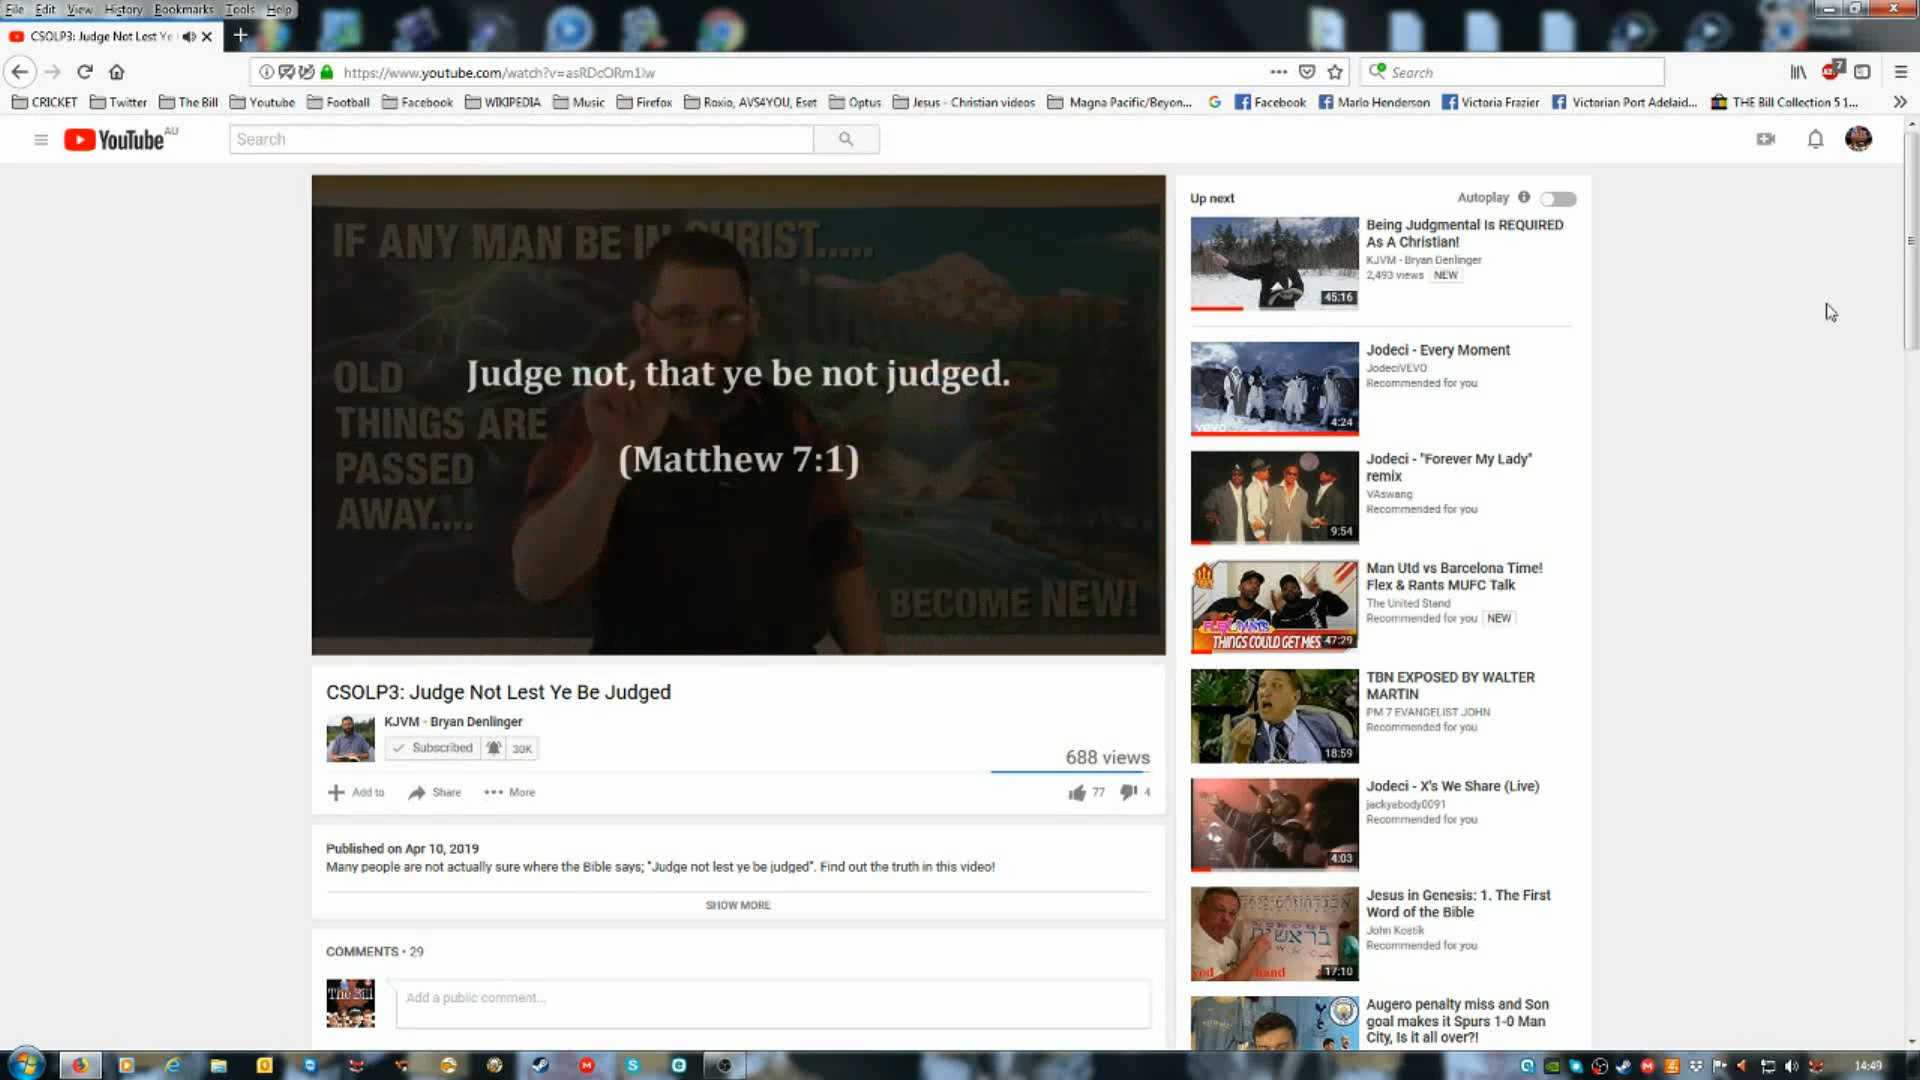 File Edit View History Bookmarks Tools Help
CSOLP3: Judge Not Lest Ye
https://www.youtube.com/watch?v=asRDcORm1Iw
Search
7
CRICKET Twitter The Bill Youtube Football Facebook WIKIPEDIA Music Firefox Roxio, AVS4YOU, Eset Optus Jesus - Christian videos Magna Pacific/Beyon... Facebook Marlo Henderson Victoria Frazier Victorian Port Adelaid... THE Bill Collection 5 1...
YouTube AU
Search
IF ANY MAN BE IN CHRIST.....
OLD
THINGS ARE
PASSED
AWAY....
BECOME NEW!
Judge not, that ye be not judged.
(Matthew 7:1)
CSOLP3: Judge Not Lest Ye Be Judged
KJVM - Bryan Denlinger
Subscribed 30K
688 views
Add to Share More
77 4
Published on Apr 10, 2019
Many people are not actually sure where the Bible says; "Judge not lest ye be judged". Find out the truth in this video!
SHOW MORE
COMMENTS • 29
The Bill
Add a public comment...
Up next
Autoplay
Being Judgmental Is REQUIRED
As A Christian!
KJVM - Bryan Denlinger
2,493 views NEW
45:16
Jodeci - Every Moment
JodeciVEVO
Recommended for you
vevo
4:24
Jodeci - "Forever My Lady"
remix
VAswang
Recommended for you
9:54
Man Utd vs Barcelona Time!
Flex & Rants MUFC Talk
The United Stand
Recommended for you NEW
THINGS COULD GET MES
47:29
TBN EXPOSED BY WALTER
MARTIN
PM 7 EVANGELIST JOHN
Recommended for you
18:59
Jodeci - X's We Share (Live)
jackyabody0091
Recommended for you
4:03
Jesus in Genesis: 1. The First
Word of the Bible
John Kostik
Recommended for you
בראשית
hand
17:10
Augero penalty miss and Son
goal makes it Spurs 1-0 Man
City, Is it all over?!
14:49